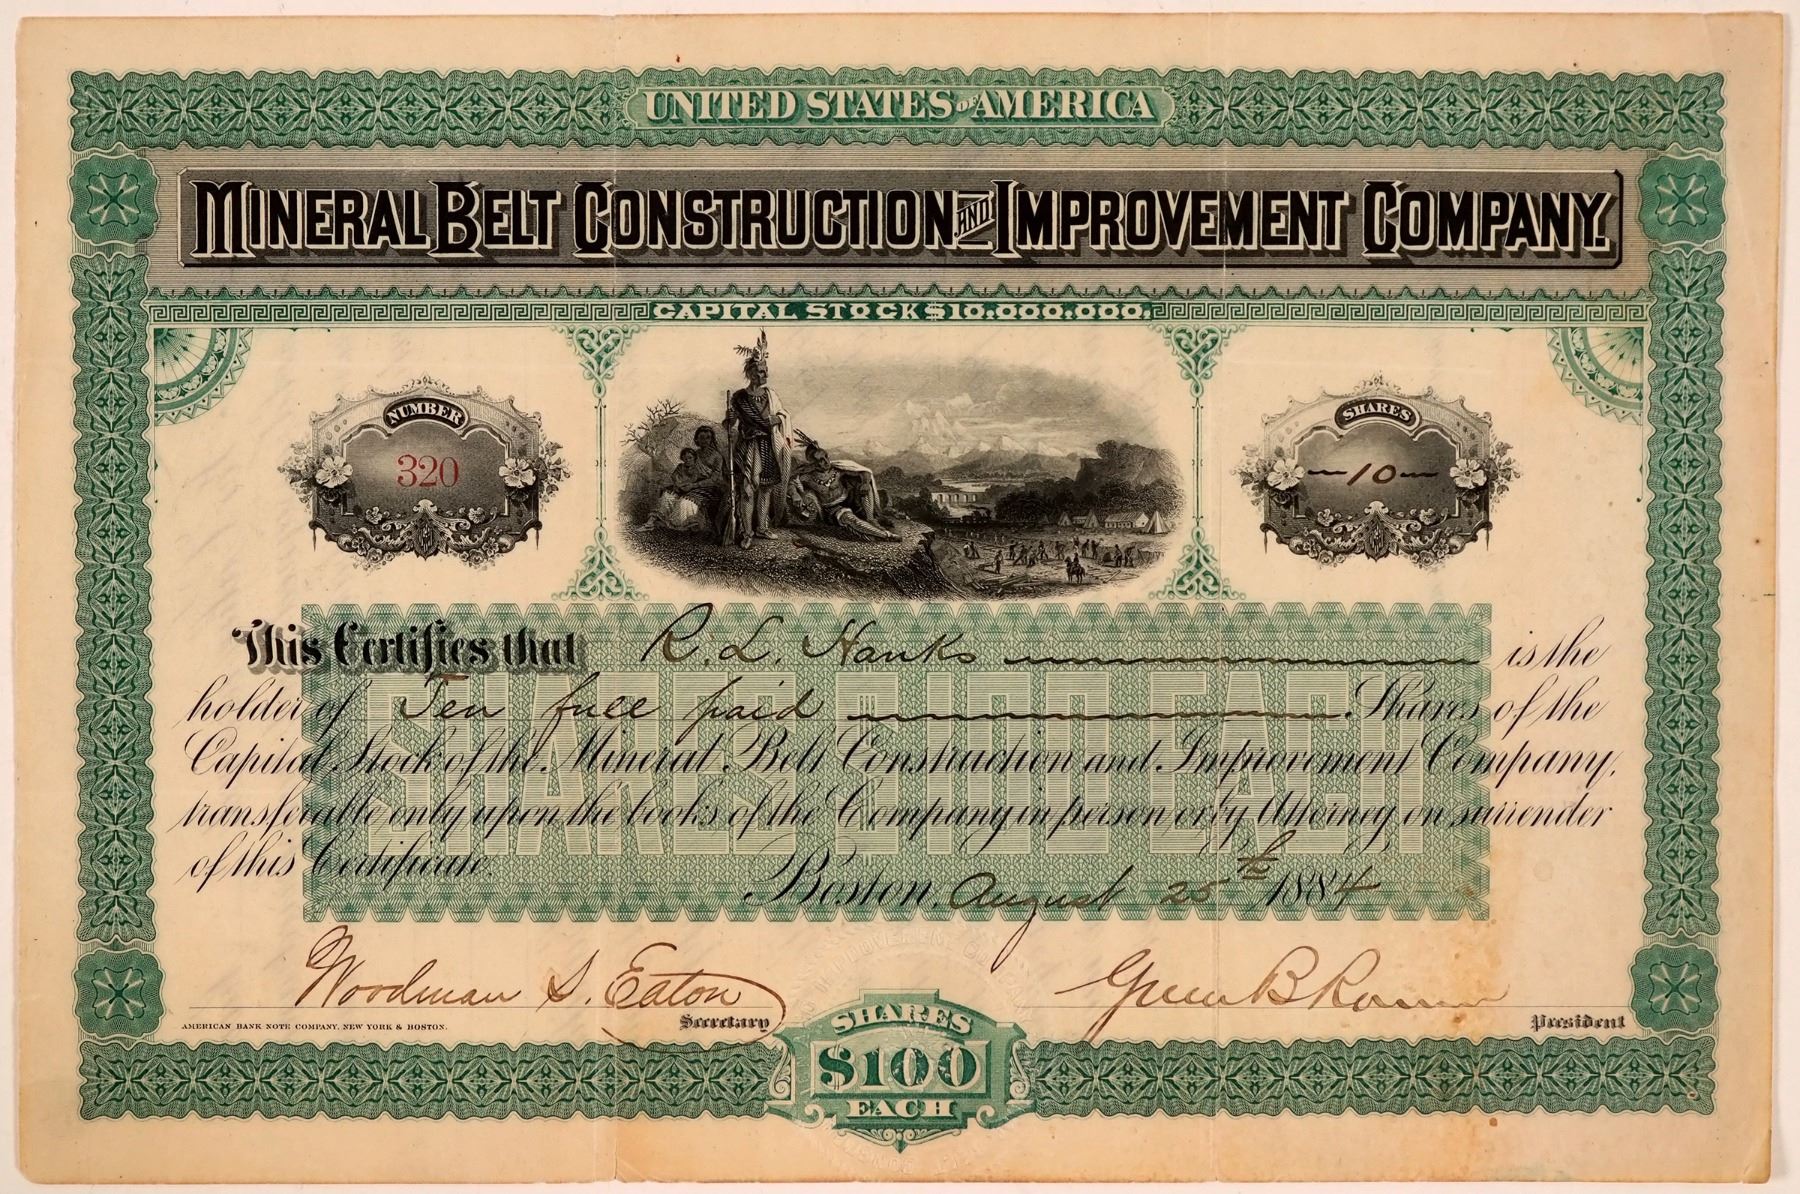 UNITED STATES OF AMERICA
MINERAL BELT CONSTRUCTION AND IMPROVEMENT COMPANY.
CAPITAL STOCK $10,000,000.
NUMBER
320
SHARES
10
This Certifies that R. L. Hanks is the
holder of Ten full paid Shares of the
Capital Stock of the Mineral Belt Construction and Improvement Company,
transferable only upon the books of the Company in person, or by Attorney on surrender
of this Certificate.
SHARES $100 EACH
Boston, August 25th 1884
Woodman S. Eaton
Green B Raum
AMERICAN BANK NOTE COMPANY, NEW YORK & BOSTON.
Secretary
President
SHARES
$100
EACH